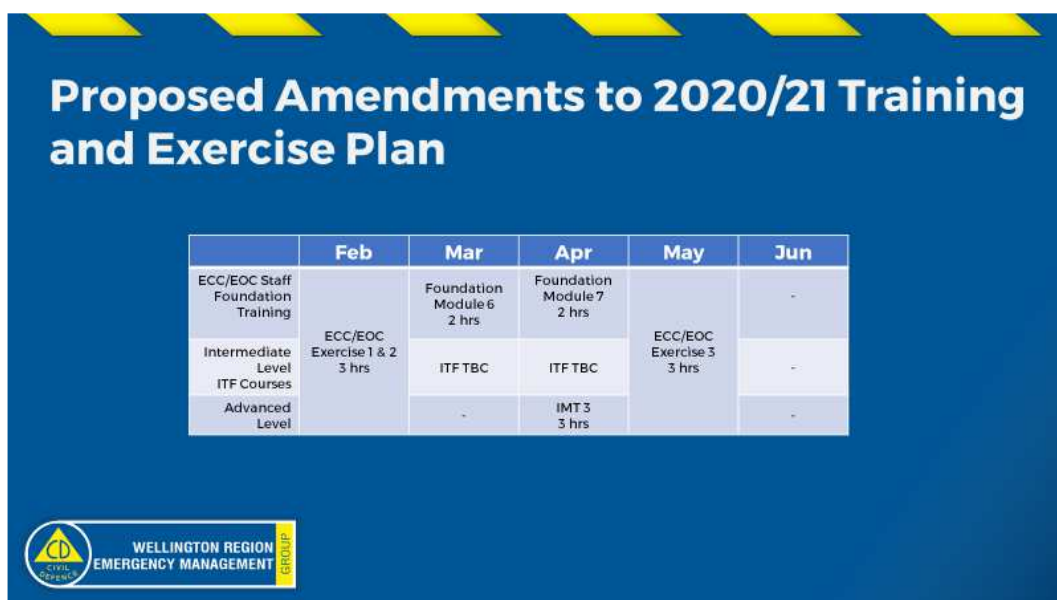 Proposed Amendments to 2020/21 Training
and Exercise Plan
Feb Mar Apr May Jun
ECC/EOC Staff
Foundation
Training
ECC/EOC
Exercise 1 & 2
3 hrs
Foundation
Module 6
2 hrs
Foundation
Module 7
2 hrs
ECC/EOC
Exercise 3
3 hrs
-
Intermediate
Level
ITF Courses
ITF TBC
ITF TBC
-
Advanced
Level
-
IMT 3
3 hrs
-
CD
CIVIL
DEFENCE
WELLINGTON REGION
EMERGENCY MANAGEMENT
GROUP